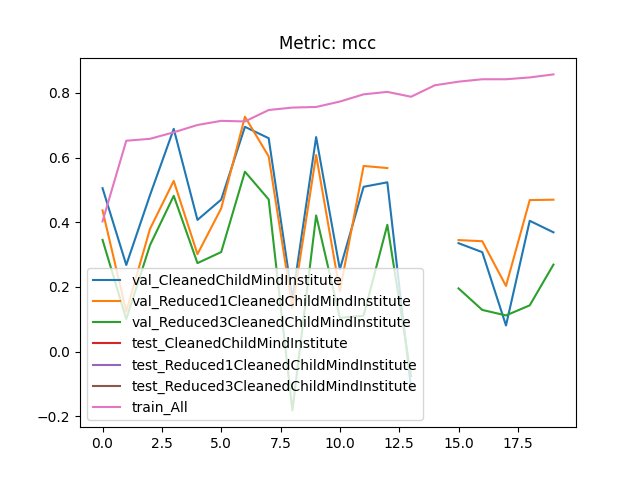 Metric: mcc
0.8
0.6
0.4
0.2
0.0
−0.2
val_CleanedChildMindInstitute
val_Reduced1CleanedChildMindInstitute
val_Reduced3CleanedChildMindInstitute
test_CleanedChildMindInstitute
test_Reduced1CleanedChildMindInstitute
test_Reduced3CleanedChildMindInstitute
train_All
0.0 2.5 5.0 7.5 10.0 12.5 15.0 17.5